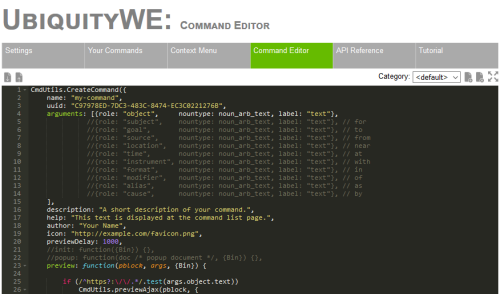 UbiquityWE: Command Editor
Settings Your Commands Context Menu Command Editor API Reference Tutorial
Category: <default>
1 CmdUtils.CreateCommand({
2 name: "my-command",
3 uuid: "C97978ED-7DC3-483C-8474-EC3C0221276B",
4 arguments: [{role: "object", nountype: noun_arb_text, label: "text"},
5 //{role: "subject", nountype: noun_arb_text, label: "text"}, // for
6 //{role: "goal", nountype: noun_arb_text, label: "text"}, // to
7 //{role: "source", nountype: noun_arb_text, label: "text"}, // from
8 //{role: "location", nountype: noun_arb_text, label: "text"}, // near
9 //{role: "time", nountype: noun_arb_text, label: "text"}, // at
10 //{role: "instrument", nountype: noun_arb_text, label: "text"}, // with
11 //{role: "format", nountype: noun_arb_text, label: "text"}, // in
12 //{role: "modifier", nountype: noun_arb_text, label: "text"}, // of
13 //{role: "alias", nountype: noun_arb_text, label: "text"}, // as
14 //{role: "cause", nountype: noun_arb_text, label: "text"}, // by
15 ],
16 description: "A short description of your command.",
17 help: "This text is displayed at the command list page.",
18 author: "Your Name",
19 icon: "http://example.com/favicon.png",
20 previewDelay: 1000,
21 //init: function({Bin}) {},
22 //popup: function(doc /* popup document */, {Bin}) {},
23 preview: function(pblock, args, {Bin}) {
24
25 if (/^https?:\/\/.*/.test(args.object.text))
26 CmdUtils.previewAjax(pblock, {